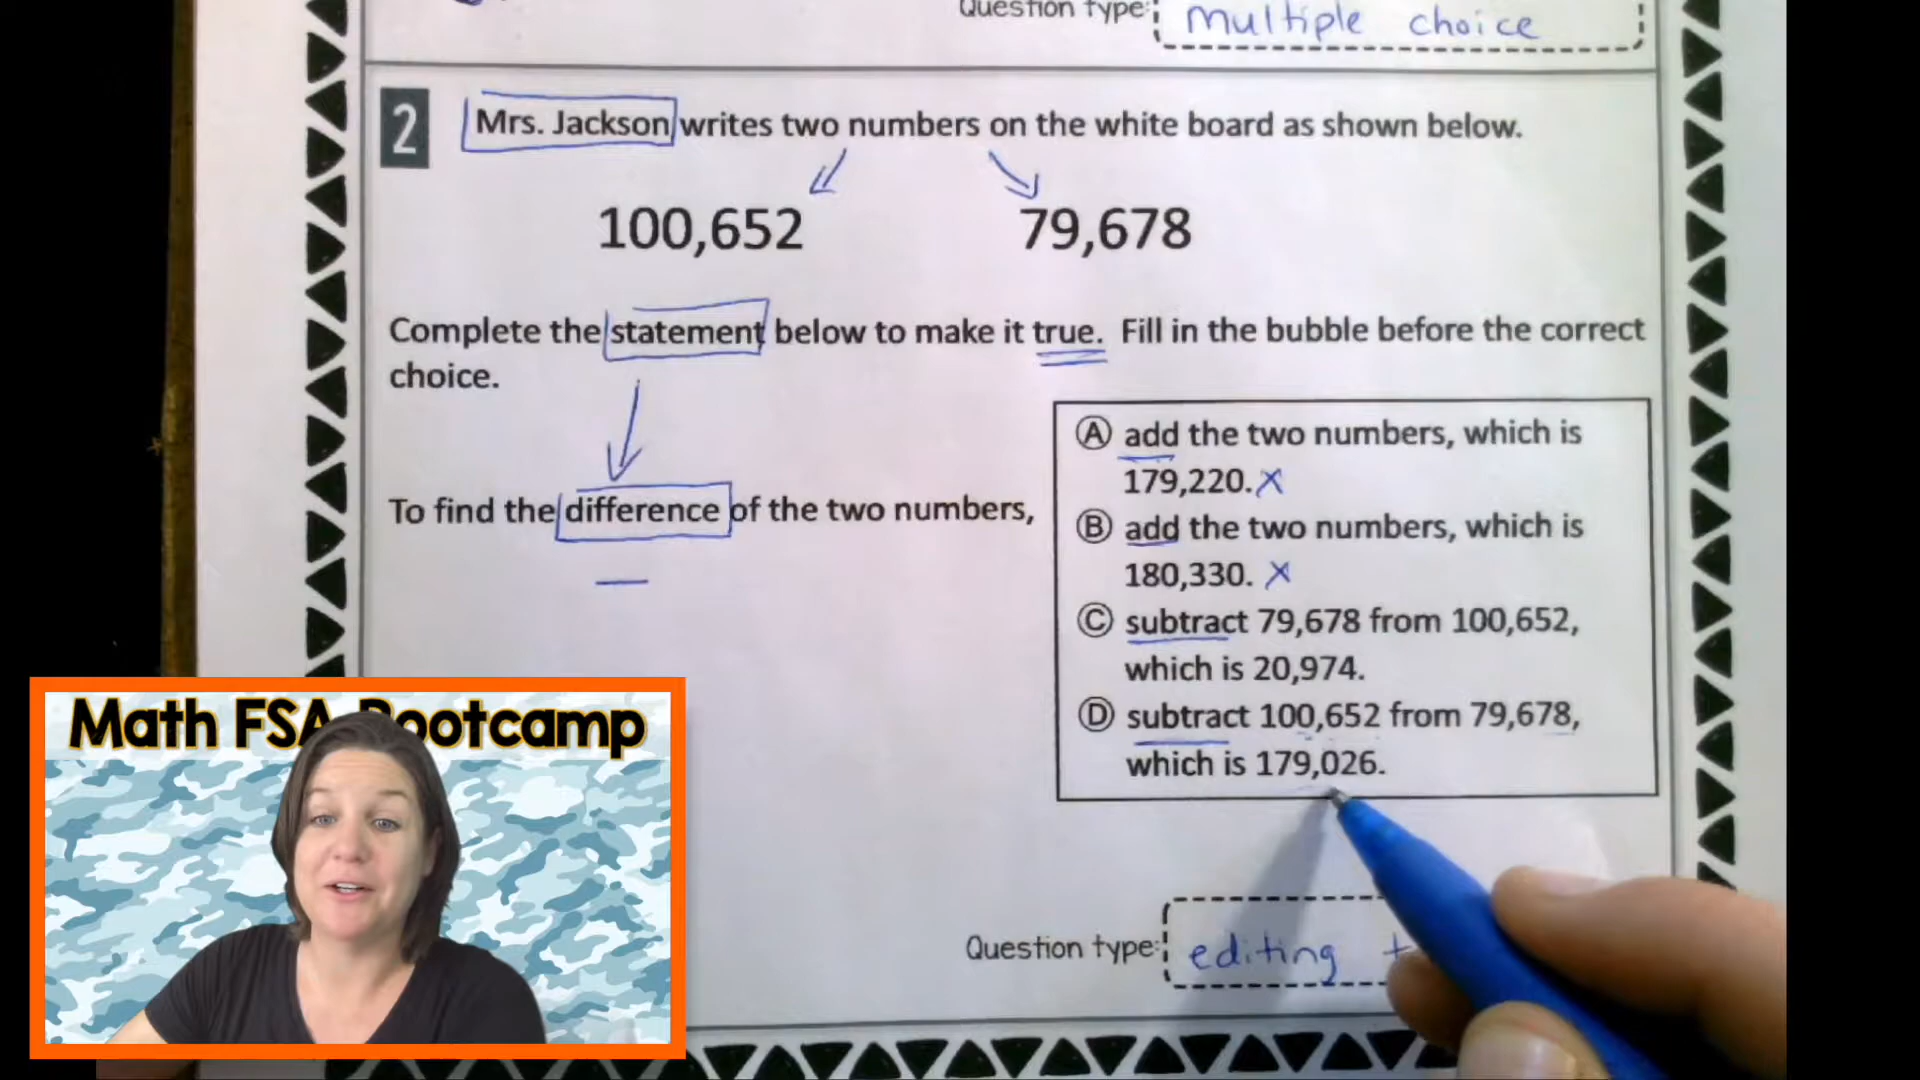 Question type: multiple choice
2 Mrs. Jackson writes two numbers on the white board as shown below.
100,652 79,678
Complete the statement below to make it true. Fill in the bubble before the correct
choice.
To find the difference of the two numbers,
A add the two numbers, which is
179,220. X
B add the two numbers, which is
180,330. X
C subtract 79,678 from 100,652,
which is 20,974.
D subtract 100,652 from 79,678,
which is 179,026.
Question type: editing t
Math FSA Bootcamp